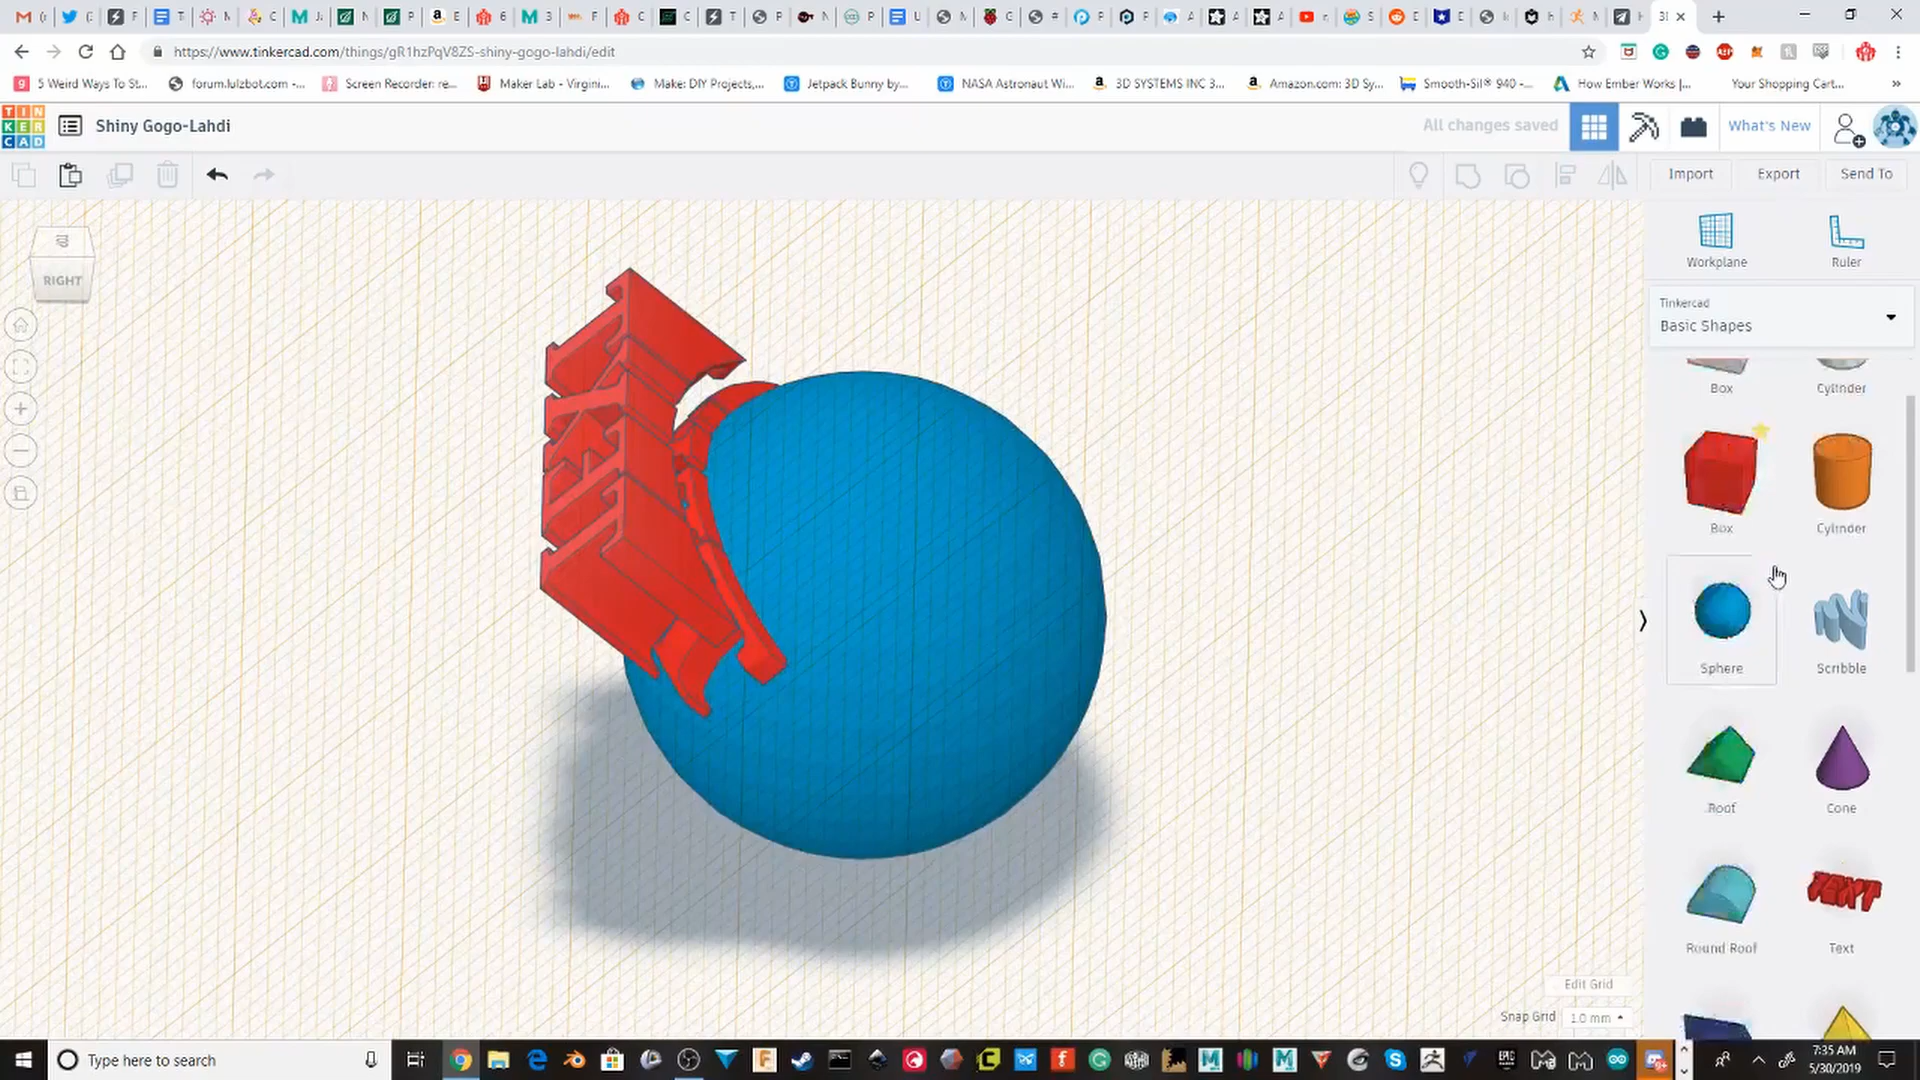 https://www.tinkercad.com/things/gR1hzPqV8ZS-shiny-gogo-lahdi/edit
5 Weird Ways To St...
forum.lulzbot.com -...
Screen Recorder: re...
Maker Lab - Virgini...
Make: DIY Projects,...
Jetpack Bunny by...
NASA Astronaut Wi...
3D SYSTEMS INC 3...
Amazon.com: 3D Sy...
Smooth-Sil® 940 -...
How Ember Works |...
Your Shopping Cart...
TIN
KER
CAD
Shiny Gogo-Lahdi
All changes saved
What's New
Import
Export
Send To
RIGHT
Workplane
Ruler
Tinkercad
Basic Shapes
Box
Cylinder
Box
Cylinder
Sphere
Scribble
Roof
Cone
TEXT
Round Roof
Text
TEXT
Edit Grid
Snap Grid
1.0 mm
Type here to search
7:35 AM
5/30/2019